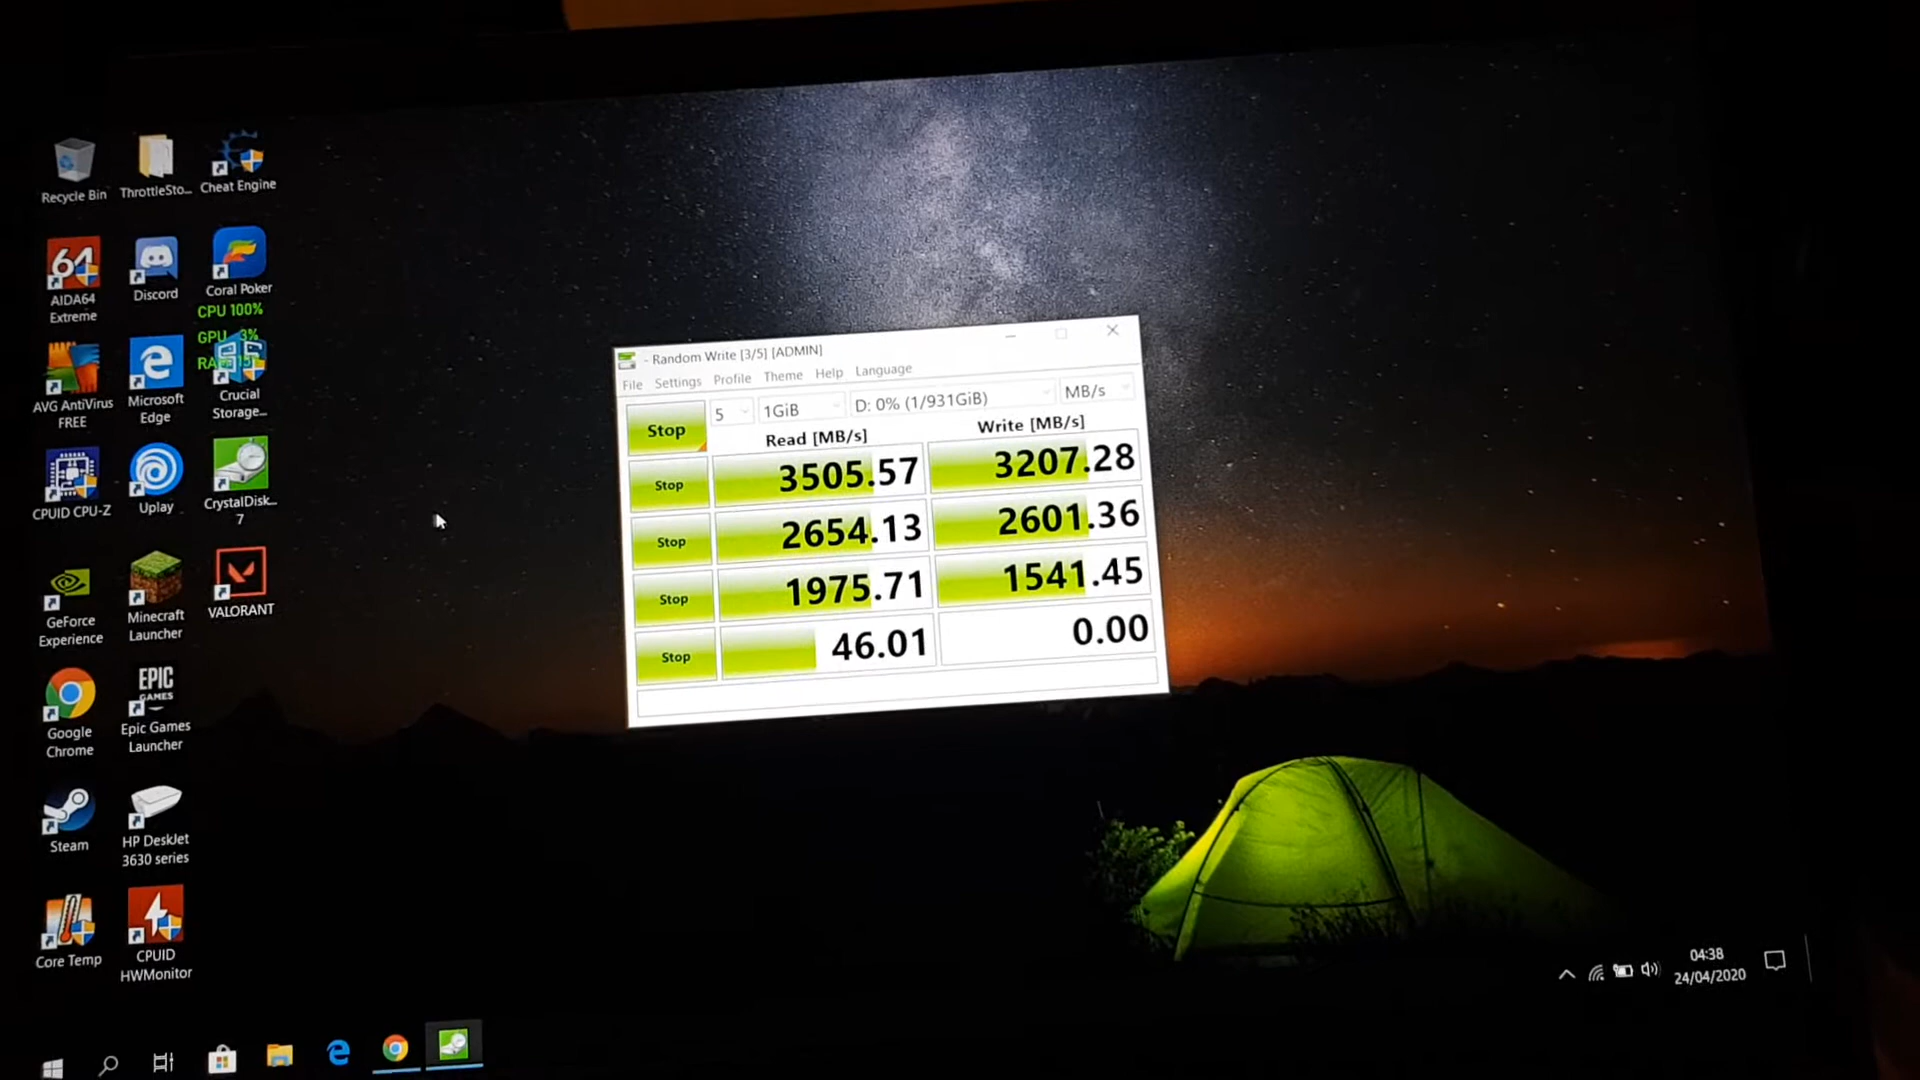 Recycle Bin
ThrottleSto...
Cheat Engine
64
AIDA64
Extreme
Discord
Coral Poker
CPU 100%
GPU 3%
AVG AntiVirus
FREE
Microsoft
Edge
Crucial
Storage...
CPUID CPU-Z
Uplay
CrystalDisk...
7
GeForce
Experience
Minecraft
Launcher
VALORANT
Google
Chrome
EPIC
GAMES
Epic Games
Launcher
Steam
HP DeskJet
3630 series
Core Temp
CPUID
HWMonitor
- Random Write [3/5] [ADMIN]
File Settings Profile Theme Help Language
Stop 5 1GiB D: 0% (1/931GiB) MB/s
Read [MB/s] Write [MB/s]
Stop 3505.57 3207.28
Stop 2654.13 2601.36
Stop 1975.71 1541.45
Stop 46.01 0.00
04:38
24/04/2020